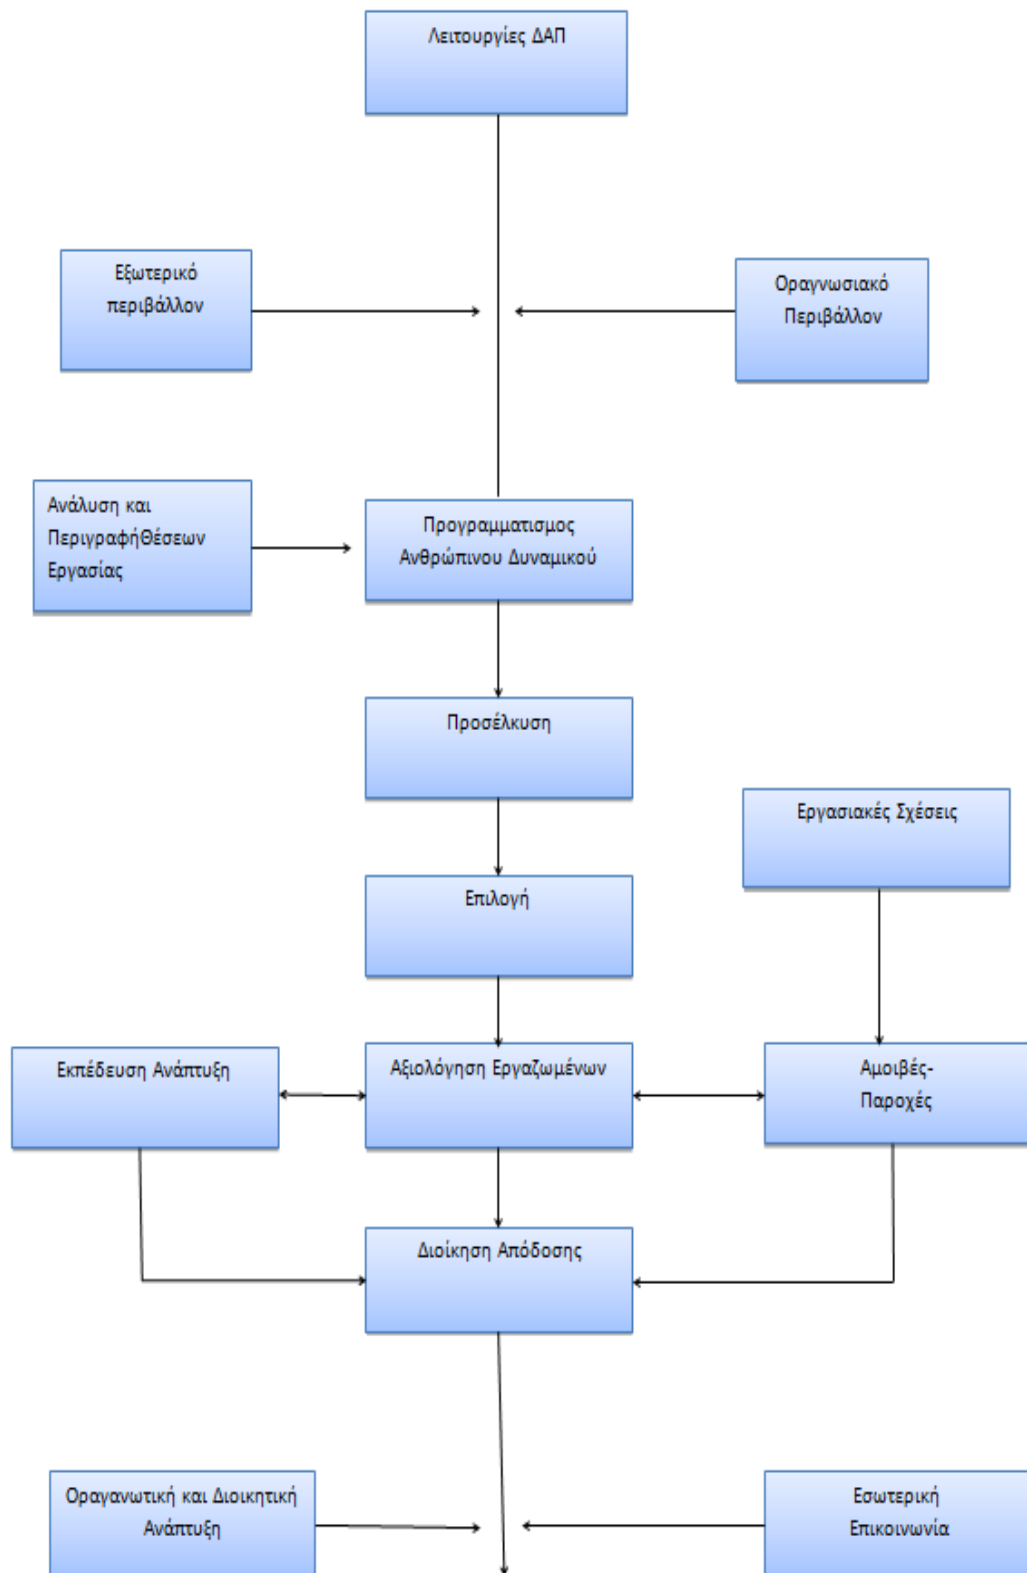 Λειτουργίες ΔΑΠ
Εξωτερικό
περιβάλλον
Οραγνωσιακό
Περιβάλλον
Ανάλυση και
ΠεριγραφήΘέσεων
Εργασίας
Προγραμματισμος
Ανθρώπινου Δυναμικού
Προσέλκυση
Εργασιακές Σχέσεις
Επιλογή
Εκπέδευση Ανάπτυξη
Αξιολόγηση Εργαζωμένων
Αμοιβές-
Παροχές
Διοίκηση Απόδοσης
Οραγανωτική και Διοικητική
Ανάπτυξη
Εσωτερική
Επικοινωνία